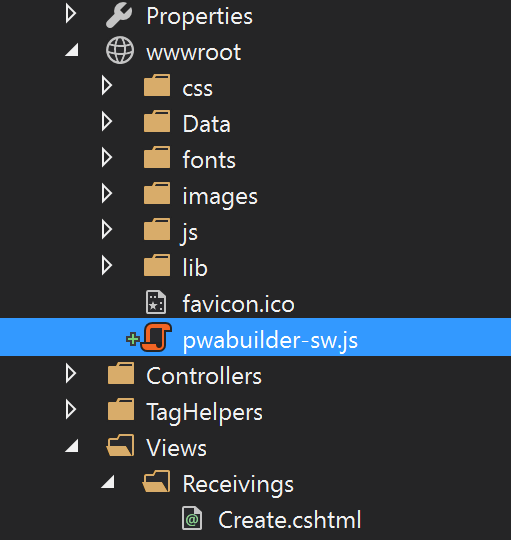 Properties
wwwroot
css
Data
fonts
images
js
lib
favicon.ico
pwabuilder-sw.js
Controllers
TagHelpers
Views
Receivings
Create.cshtml